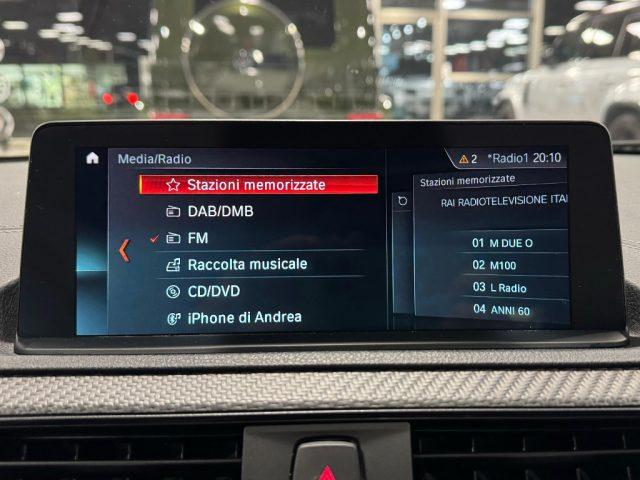 Media/Radio
2 *Radio1 20:10
Stazioni memorizzate
DAB/DMB
FM
Raccolta musicale
CD/DVD
iPhone di Andrea
Stazioni memorizzate
RAI RADIOTELEVISIONE ITAI
01 M DUE O
02 M100
03 L Radio
04 ANNI 60